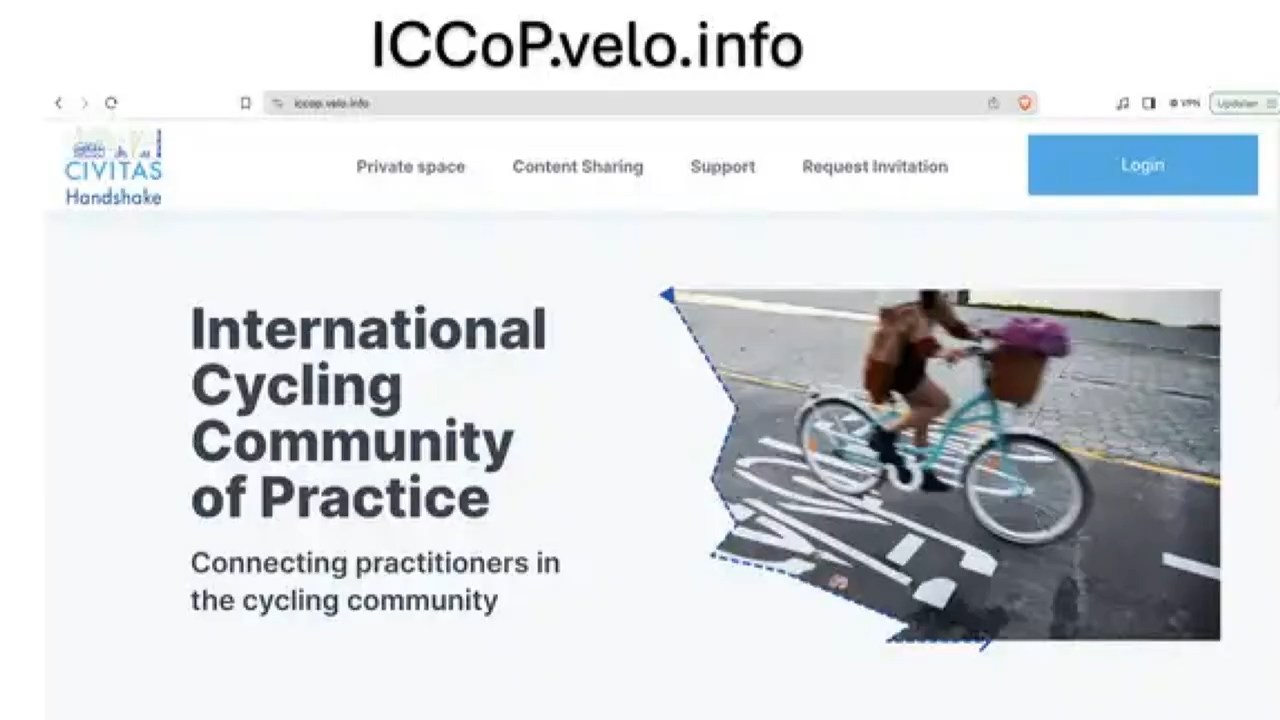 ICCoP.velo.info
iccop.velo.info
VPN
CIVITAS
Handshake
Private space
Content Sharing
Support
Request Invitation
Login
International
Cycling
Community
of Practice
Connecting practitioners in
the cycling community